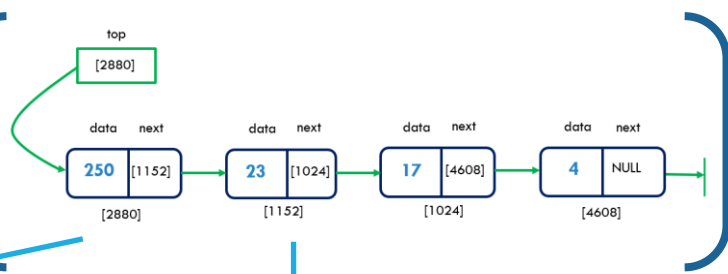 top
[2880]
data next data next data next data next
250 [1152] 23 [1024] 17 [4608] 4 NULL
[2880] [1152] [1024] [4608]